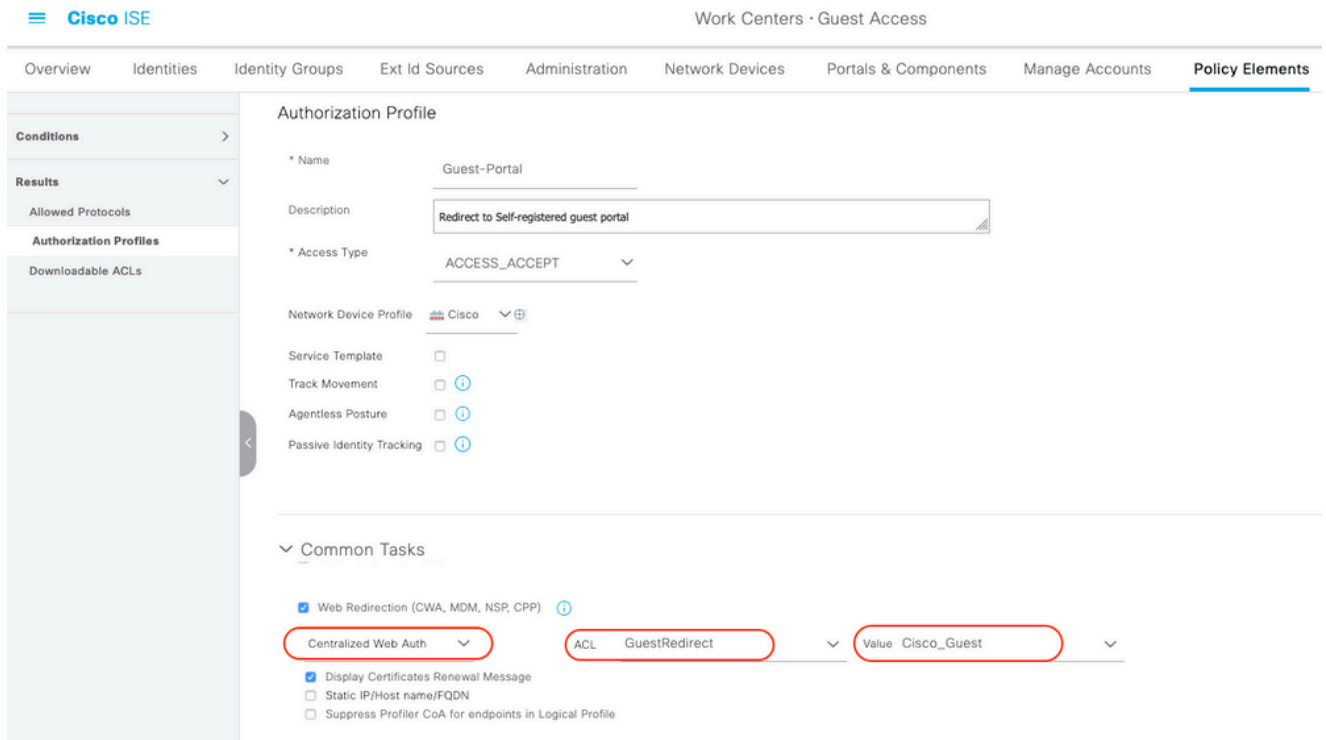 Cisco ISE
Work Centers · Guest Access
Overview Identities Identity Groups Ext Id Sources Administration Network Devices Portals & Components Manage Accounts Policy Elements
Conditions
Results
Allowed Protocols
Authorization Profiles
Downloadable ACLs
Authorization Profile
* Name Guest-Portal
Description Redirect to Self-registered guest portal
* Access Type ACCESS_ACCEPT
Network Device Profile Cisco
Service Template
Track Movement
Agentless Posture
Passive Identity Tracking
Common Tasks
Web Redirection (CWA, MDM, NSP, CPP)
Centralized Web Auth ACL GuestRedirect Value Cisco_Guest
Display Certificates Renewal Message
Static IP/Host name/FQDN
Suppress Profiler CoA for endpoints in Logical Profile